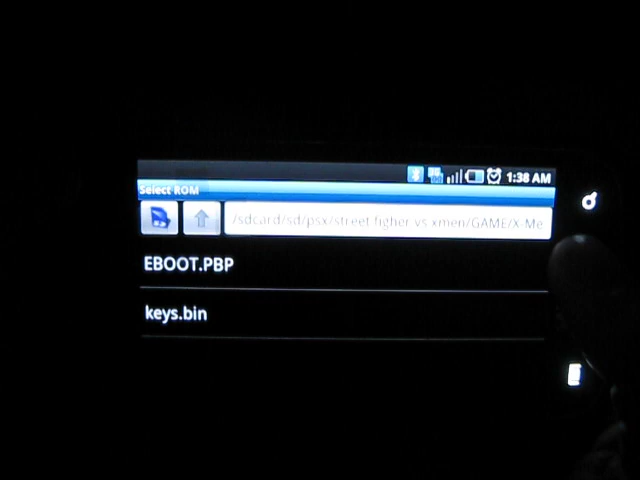 1:38 AM
Select ROM
/sdcard/sd/psx/street figher vs xmen/GAME/X-Me
EBOOT.PBP
keys.bin